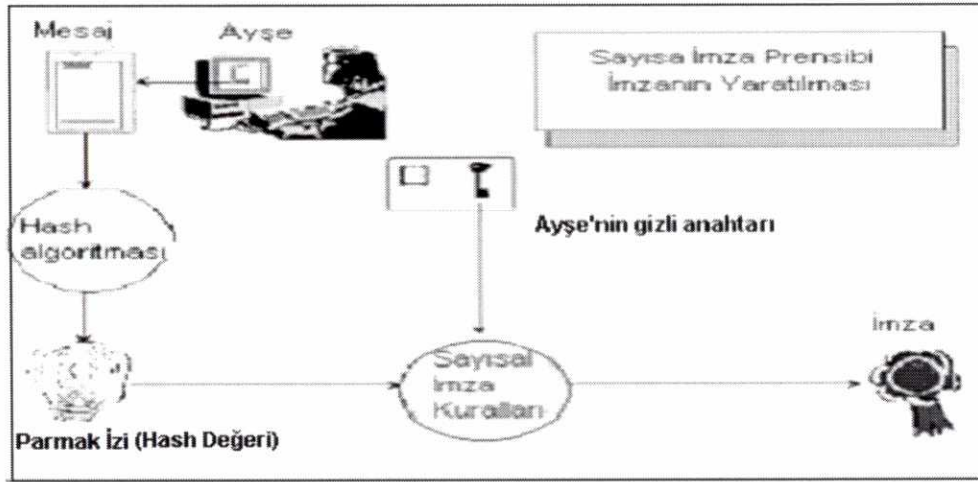 Mesaj
Ayşe
Sayısa İmza Prensibi
İmzanın Yaratılması
Hash
algoritması
Ayşe'nin gizli anahtarı
Sayısal
İmza
Kuralları
İmza
Parmak İzi (Hash Değeri)